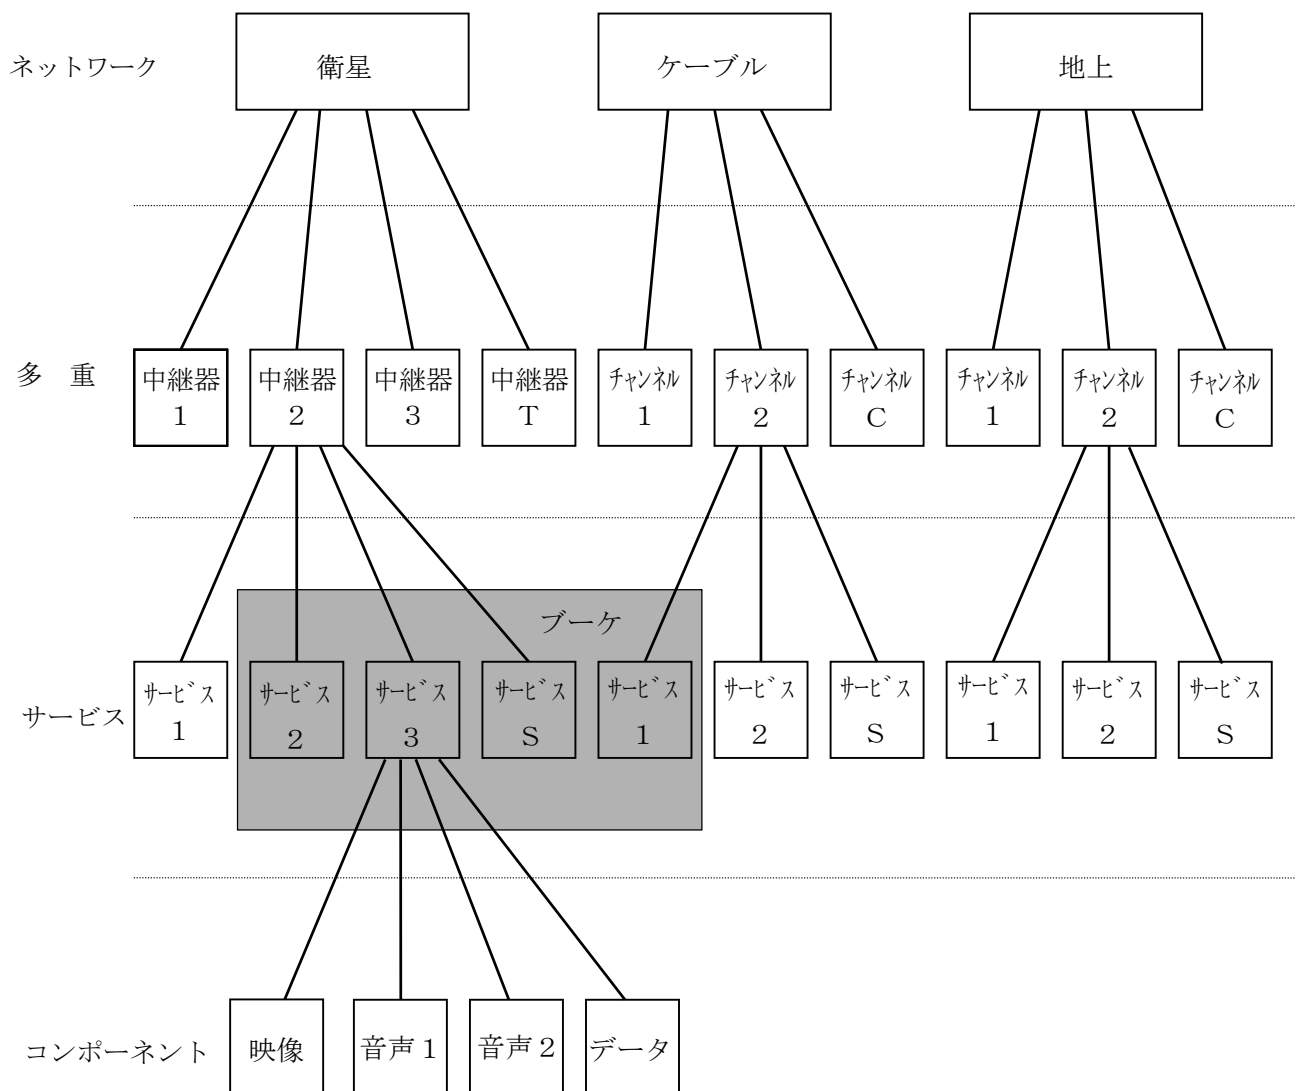 ネットワーク
衛星
ケーブル
地上
多　重
中継器
1
中継器
2
中継器
3
中継器
T
チャンネル
1
チャンネル
2
チャンネル
C
チャンネル
1
チャンネル
2
チャンネル
C
ブーケ
サービス
サービス
1
サービス
2
サービス
3
サービス
S
サービス
1
サービス
2
サービス
S
サービス
1
サービス
2
サービス
S
コンポーネント
映像
音声1
音声2
データ